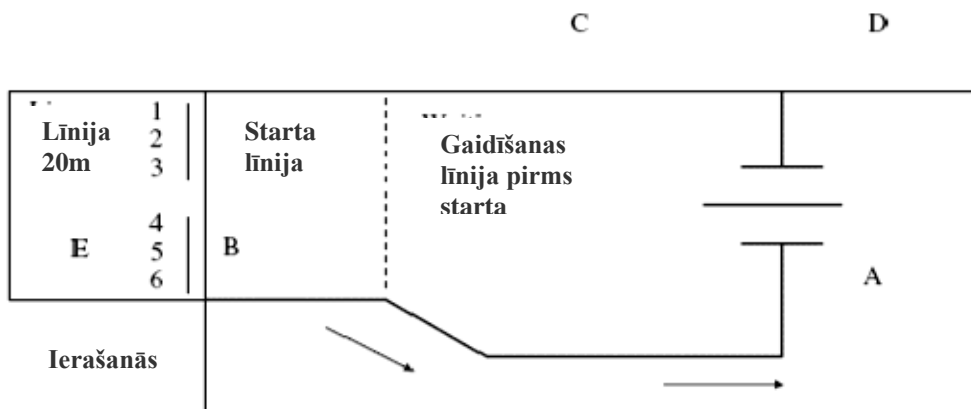 C
D
1
2
3
Līnija
20m
Starta
līnija
Gaidīšanas
līnija pirms
starta
4
5
6
E
B
A
Ierašanās